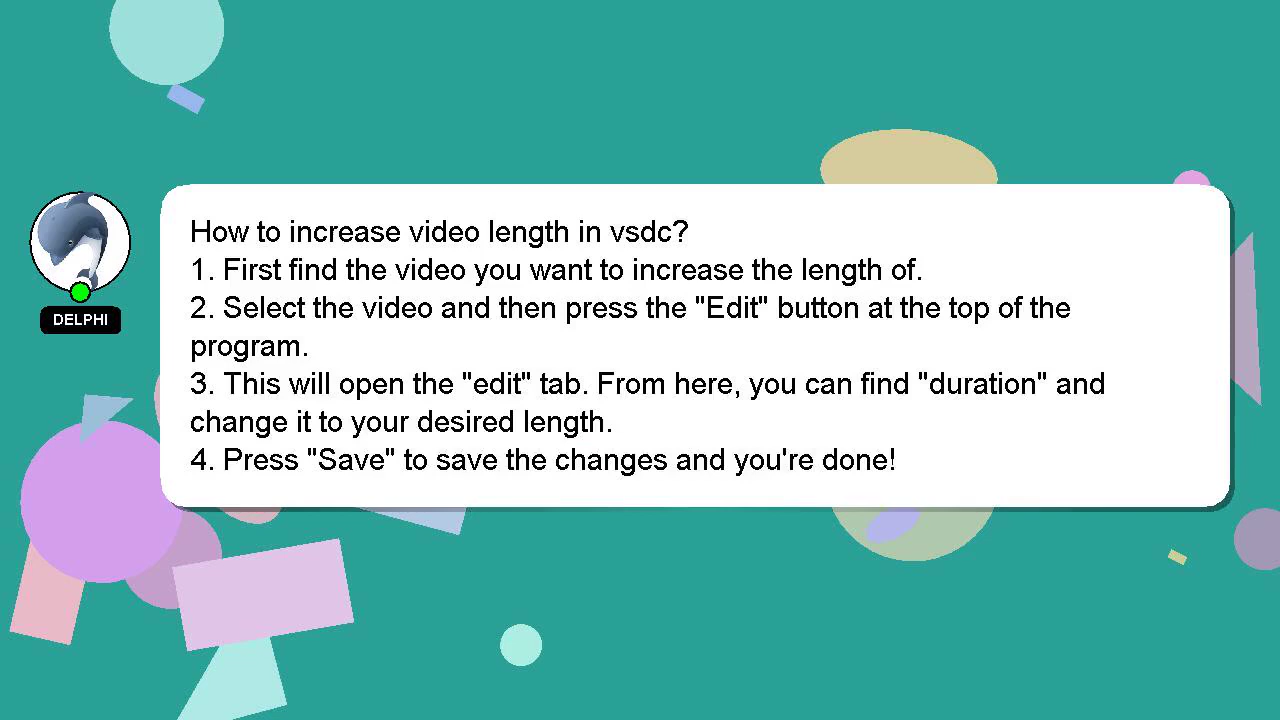 DELPHI
How to increase video length in vsdc?
1. First find the video you want to increase the length of.
2. Select the video and then press the "Edit" button at the top of the
program.
3. This will open the "edit" tab. From here, you can find "duration" and
change it to your desired length.
4. Press "Save" to save the changes and you're done!